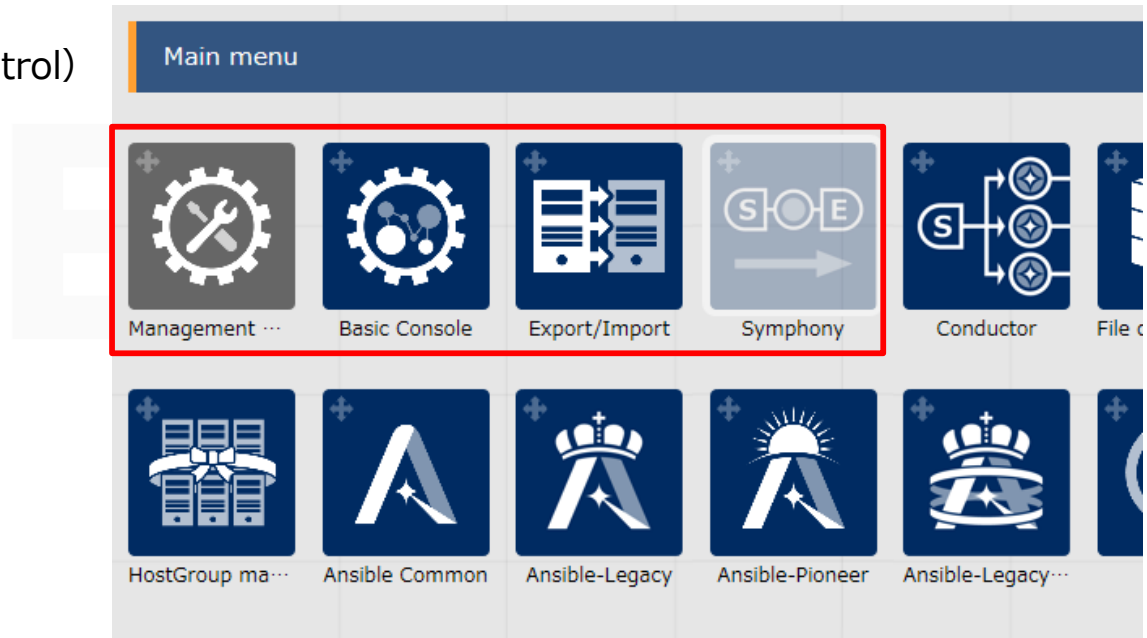 trol）
Main menu
S E
S
Management …
Basic Console
Export/Import
Symphony
Conductor
File
HostGroup ma…
Ansible Common
Ansible-Legacy
Ansible-Pioneer
Ansible-Legacy…